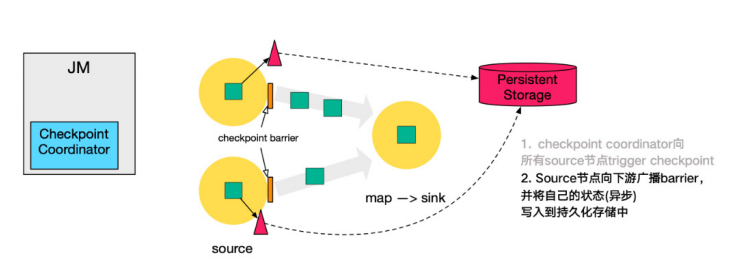 JM
Checkpoint
Coordinator
checkpoint barrier
source
map —> sink
Persistent
Storage
1. checkpoint coordinator向
所有source节点trigger checkpoint
2. Source节点向下游广播barrier，
并将自己的状态(异步)
写入到持久化存储中